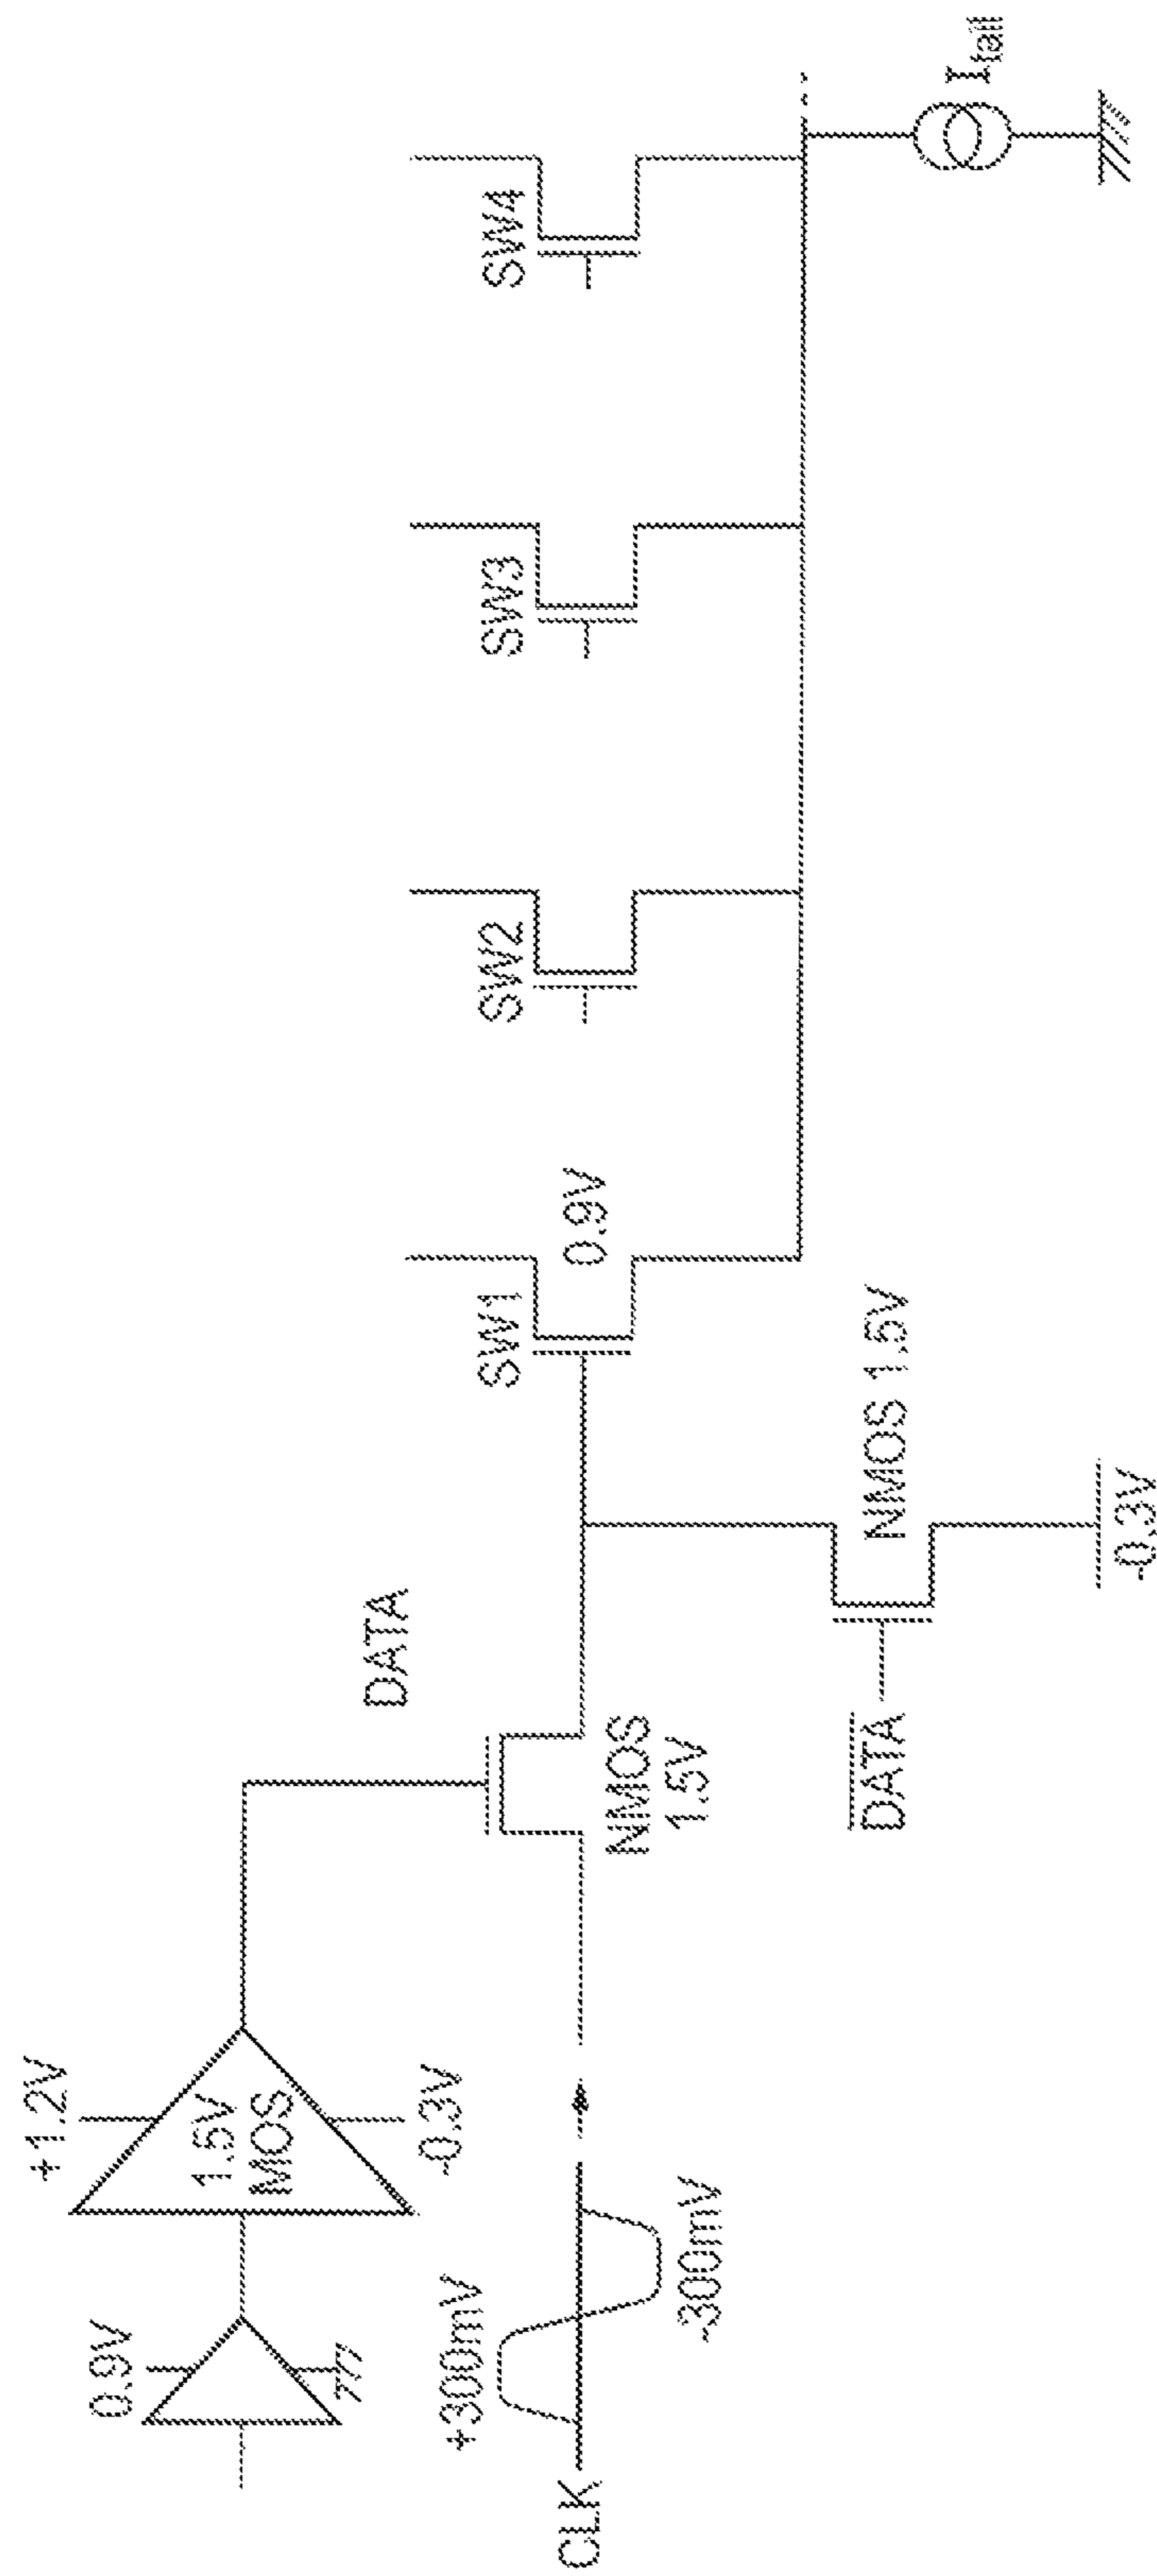 0.9V
+1.2V
1.5V
MOS
-0.3V
CLK
+300mV
-300mV
DATA
NMOS
1.5V
DATA
NMOS 1.5V
-0.3V
SW1
0.9V
SW2
SW3
SW4
Itail